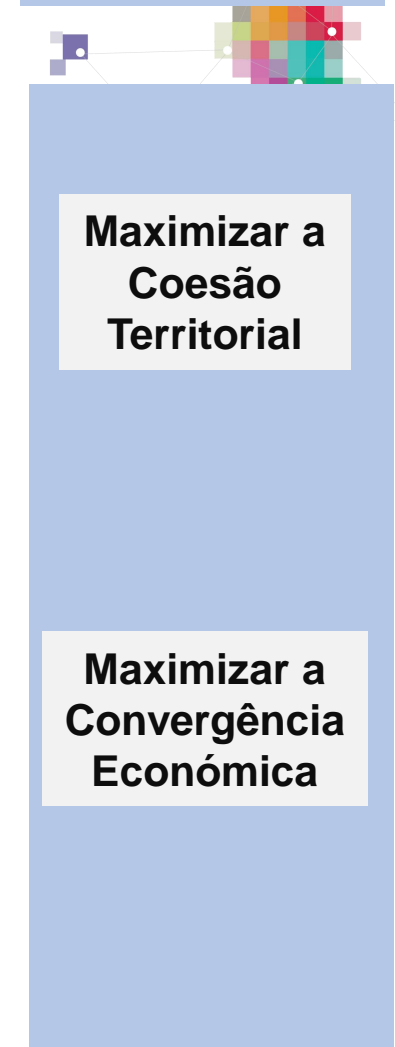 Maximizar a
Coesão
Territorial
Maximizar a
Convergência
Económica